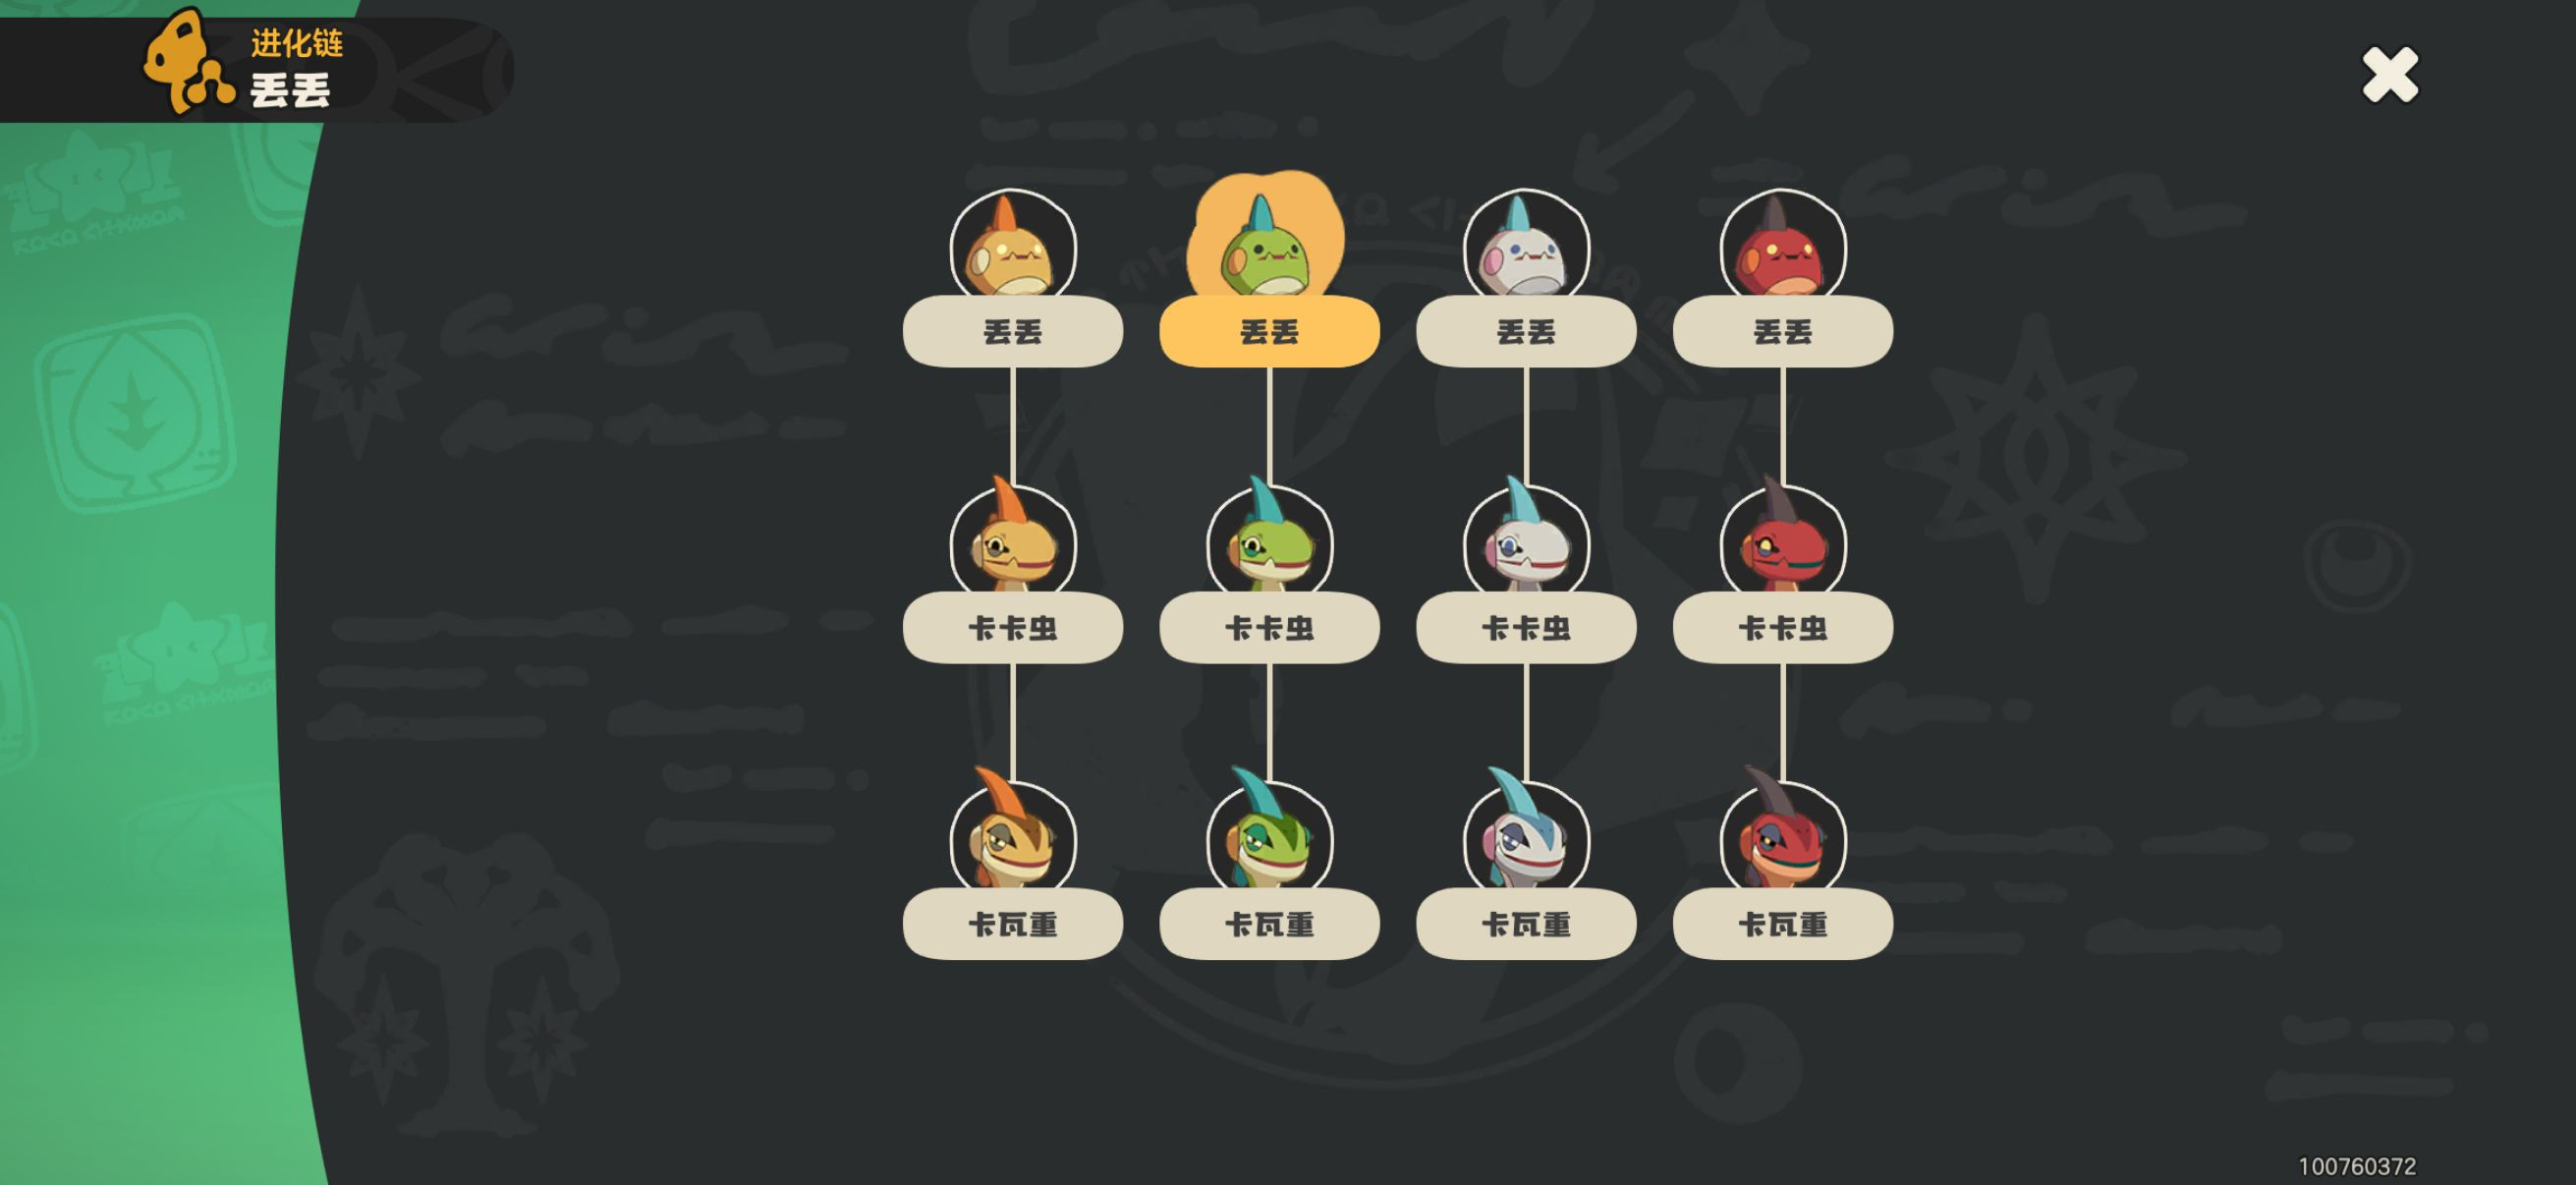 进化链
丢丢
丢丢 丢丢 丢丢 丢丢
卡卡虫 卡卡虫 卡卡虫 卡卡虫
卡瓦重 卡瓦重 卡瓦重 卡瓦重
100760372